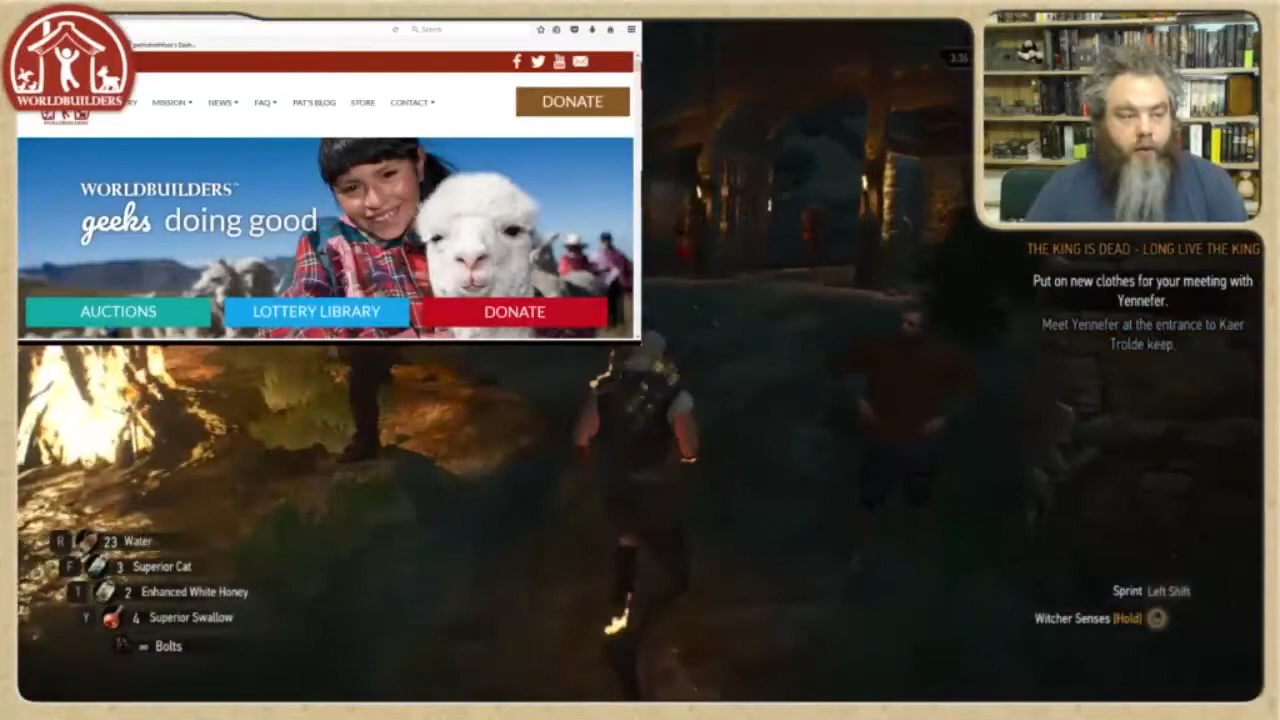 WORLDBUILDERS
Search
MISSION NEWS FAQ PAT'S BLOG STORE CONTACT
DONATE
WORLDBUILDERS™
geeks doing good
AUCTIONS LOTTERY LIBRARY DONATE
3:35
THE KING IS DEAD - LONG LIVE THE KING
Put on new clothes for your meeting with
Yennefer.
Meet Yennefer at the entrance to Kaer
Trolde keep.
R 23 Water
F 3 Superior Cat
T 2 Enhanced White Honey
Y 4 Superior Swallow
∞ Bolts
Sprint Left Shift
Witcher Senses [Hold]